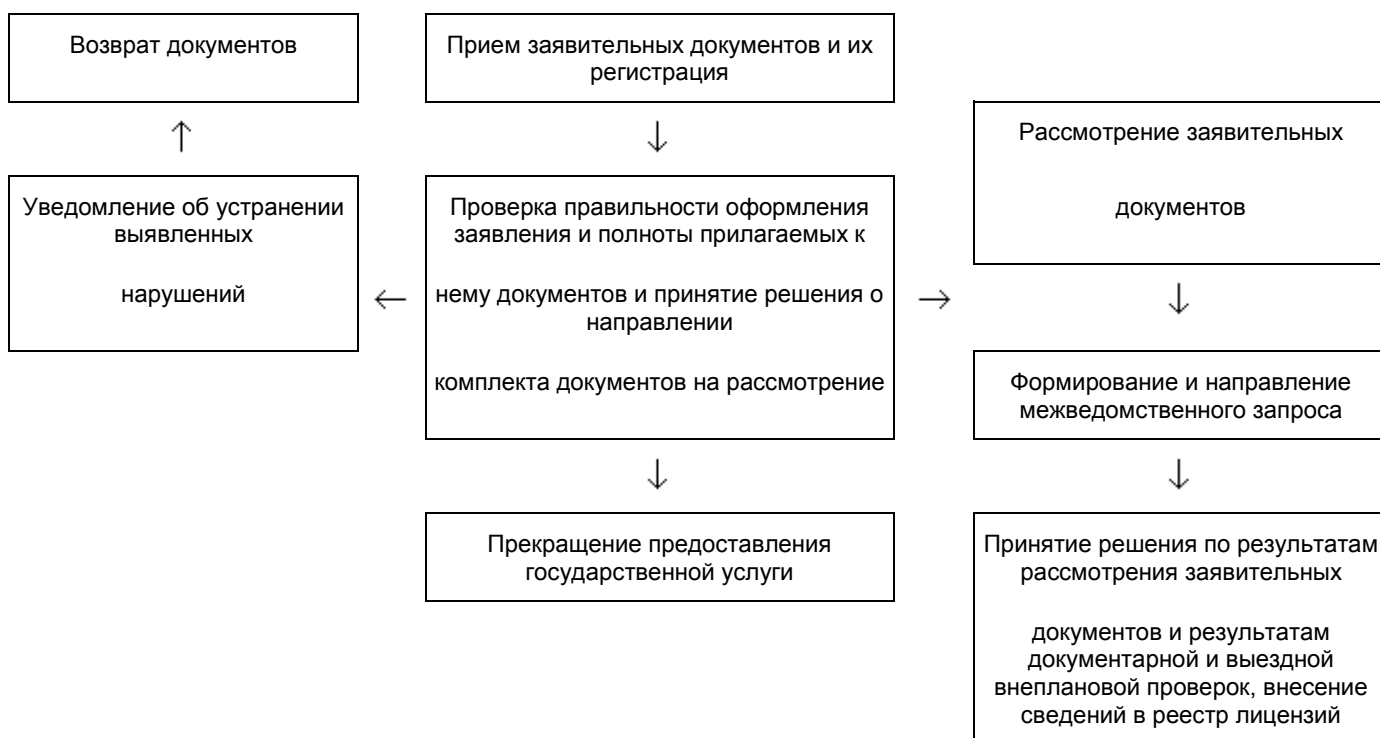 Возврат документов
Прием заявительных документов и их
регистрация
↑
↓
Рассмотрение заявительных
документов
Уведомление об устранении
выявленных
нарушений
←
Проверка правильности оформления
заявления и полноты прилагаемых к
нему документов и принятие решения о
направлении
комплекта документов на рассмотрение
→
↓
Формирование и направление
межведомственного запроса
↓
↓
Прекращение предоставления
государственной услуги
Принятие решения по результатам
рассмотрения заявительных
документов и результатам
документарной и выездной
внеплановой проверок, внесение
сведений в реестр лицензий